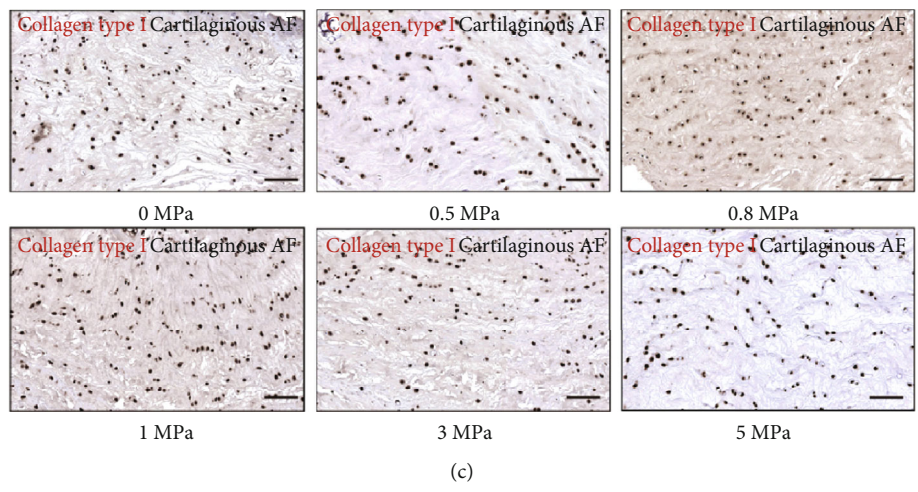 Collagen type I Cartilaginous AF Collagen type I Cartilaginous AF Collagen type I Cartilaginous AF
0 MPa 0.5 MPa 0.8 MPa
Collagen type I Cartilaginous AF Collagen type I Cartilaginous AF Collagen type I Cartilaginous AF
1 MPa 3 MPa 5 MPa
(c)